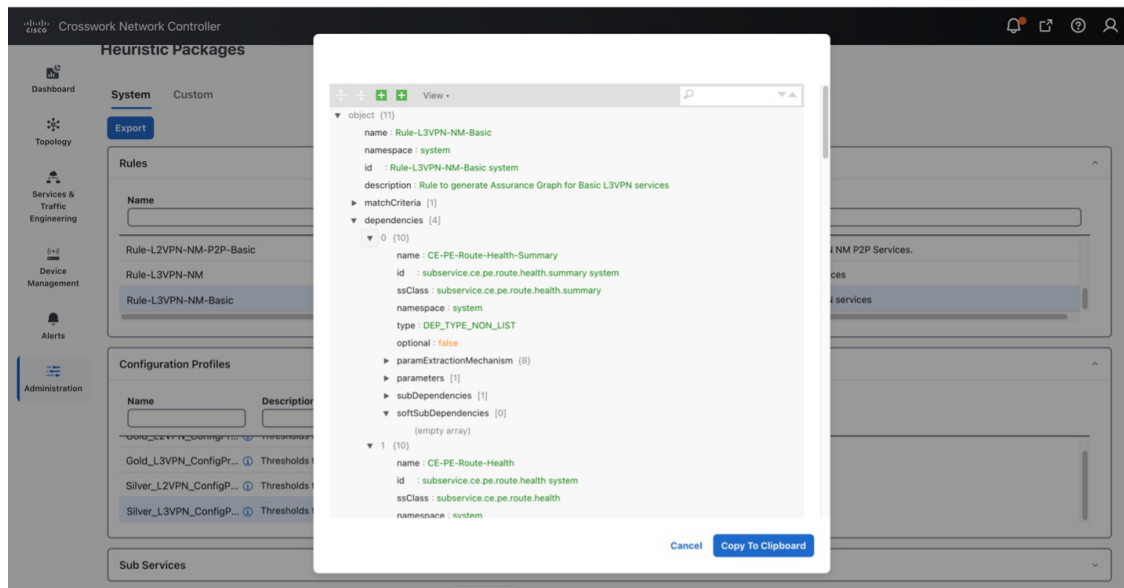 CISCO Crosswork Network Controller
Heuristic Packages
Dashboard
Topology
Services &
Traffic
Engineering
Device
Management
Alerts
Administration
System Custom
Export
Rules
Name
Rule-L2VPN-NM-P2P-Basic
NM P2P Services.
Rule-L3VPN-NM
Rule-L3VPN-NM-Basic
services
Configuration Profiles
Name Description
Gold_L3VPN_ConfigPr... Thresholds
Silver_L2VPN_ConfigP... Thresholds
Silver_L3VPN_ConfigP... Thresholds
Sub Services
View
object {11}
name : Rule-L3VPN-NM-Basic
namespace : system
id : Rule-L3VPN-NM-Basic system
description : Rule to generate Assurance Graph for Basic L3VPN services
matchCriteria [1]
dependencies [4]
0 {10}
name : CE-PE-Route-Health-Summary
id : subservice.ce.pe.route.health.summary system
ssClass : subservice.ce.pe.route.health.summary
namespace : system
type : DEP_TYPE_NON_LIST
optional : false
paramExtractionMechanism {8}
parameters [1]
subDependencies [1]
softSubDependencies [0]
(empty array)
1 {10}
name : CE-PE-Route-Health
id : subservice.ce.pe.route.health system
ssClass : subservice.ce.pe.route.health
namespace : system
Cancel Copy To Clipboard